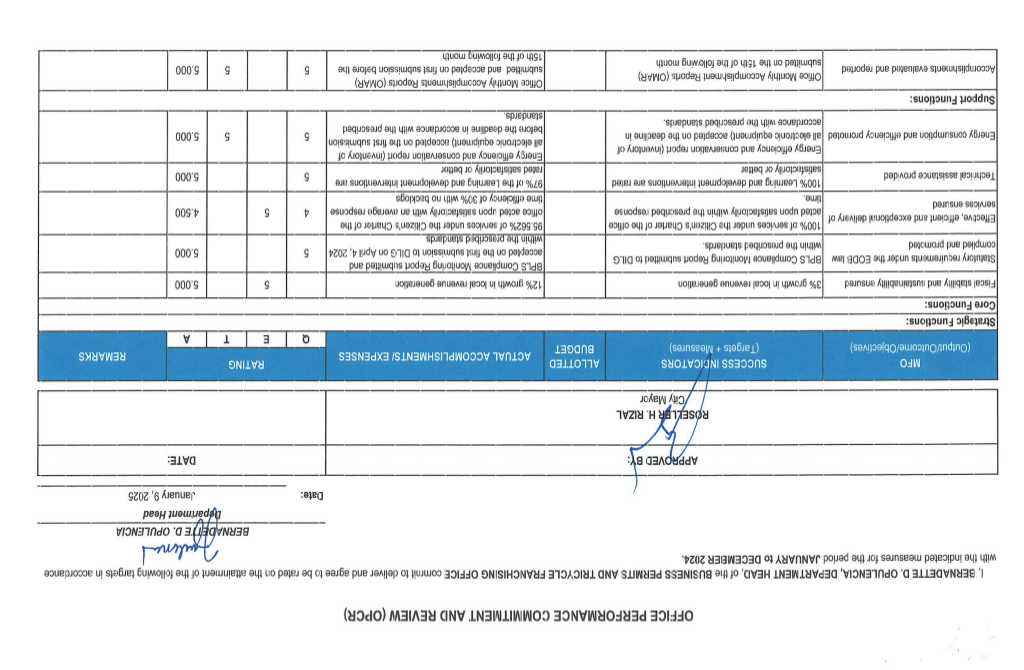 OFFICE PERFORMANCE COMMITMENT AND REVIEW (OPCR)
I, BERNADETTE D. OPULENCIA, DEPARTMENT HEAD, of the BUSINESS PERMITS AND TRICYCLE FRANCHISING OFFICE commit to deliver and agree to be rated on the attainment of the following targets in accordance
with the indicated measures for the period JANUARY to DECEMBER 2024.
BERNADETTE D. OPULENCIA
Department Head
Date: January 9, 2025
APPROVED BY:
DATE:
ROSELLER H. RIZAL
City Mayor
MFO
(Output/Outcome/Objectives)
SUCCESS INDICATORS
(Targets + Measures)
ALLOTTED
BUDGET
ACTUAL ACCOMPLISHMENTS/ EXPENSES
RATING
Q E T A
REMARKS
Strategic Functions:
Core Functions:
Fiscal stability and sustainability ensured
3% growth in local revenue generation
12% growth in local revenue generation
5 5.000
Statutory requirements under the EODB law
complied and promoted
BPLS Compliance Monitoring Report submitted to DILG
within the prescribed standards.
BPLS Compliance Monitoring Report submitted and
accepted on the first submission to DILG on April 4, 2024
within the prescribed standards
5 5.000
Effective, efficient and exceptional delivery of
services ensured
100% of services under the Citizen's Charter of the office
acted upon satisfactorily within the prescribed response
time.
95.562% of services under the Citizen's Charter of the
office acted upon satisfactorily with an average response
time efficiency of 30% with no backlogs
4 5 4.500
Technical assistance provided
100% Learning and development interventions are rated
satisfactorily or better
97% of the Learning and development interventions are
rated satisfactorily or better
5 5.000
Energy consumption and efficiency promoted
Energy efficiency and conservation report (inventory of
all electronic equipment) accepted on the deadline in
accordance with the prescribed standards.
Energy efficiency and conservation report (inventory of
all electronic equipment) accepted on the first submission
before the deadline in accordance with the prescribed
standards.
5 5 5.000
Support Functions:
Accomplishments evaluated and reported
Office Monthly Accomplishment Reports (OMAR)
submitted on the 15th of the following month
Office Monthly Accomplishments Reports (OMAR)
submitted and accepted on first submission before the
15th of the following month
5 5 5.000